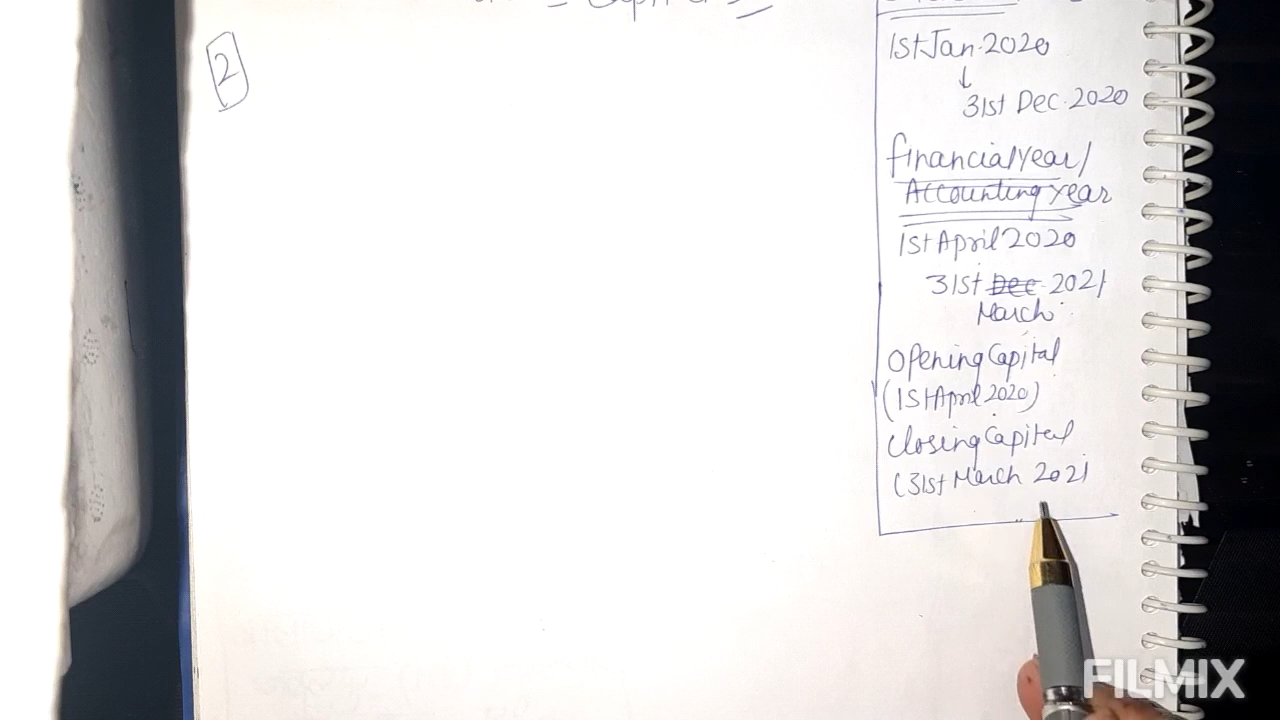 2
1st Jan. 2020
↓
31st Dec. 2020
financial year/
Accounting year
1st April 2020
31st Dec 2021
March
Opening Capital
(1st April 2020)
Closing Capital
(31st March 2021
FILMIX